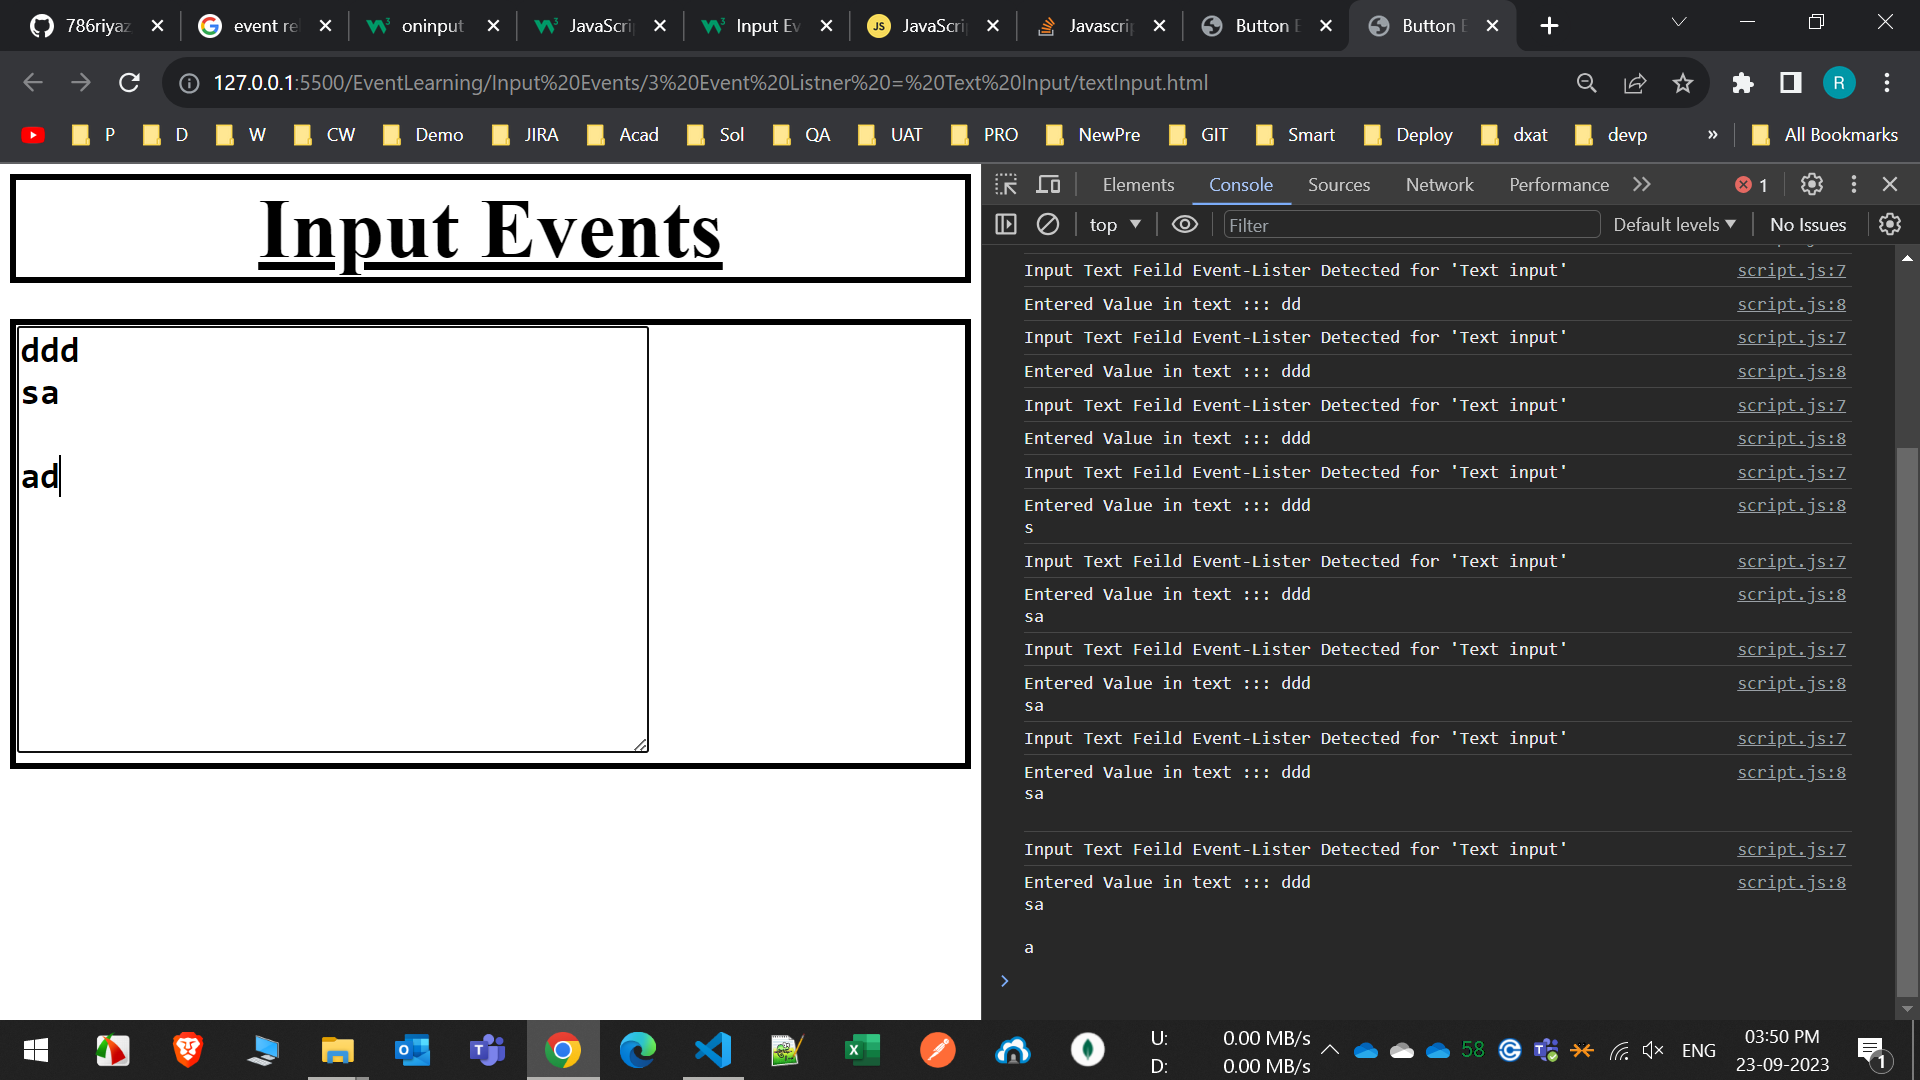 786riyaz
event re
oninput
JavaScri
Input Ev
JavaScri
Javascri
Button E
Button E
127.0.0.1:5500/EventLearning/Input%20Events/3%20Event%20Listner%20=%20Text%20Input/textInput.html
R
P
D
W
CW
Demo
JIRA
Acad
Sol
QA
UAT
PRO
NewPre
GIT
Smart
Deploy
dxat
devp
»
All Bookmarks
Input Events
ddd
sa
ad
Elements
Console
Sources
Network
Performance
1
top
Filter
Default levels
No Issues
Input Text Feild Event-Lister Detected for 'Text input' script.js:7
Entered Value in text ::: dd script.js:8
Input Text Feild Event-Lister Detected for 'Text input' script.js:7
Entered Value in text ::: ddd script.js:8
Input Text Feild Event-Lister Detected for 'Text input' script.js:7
Entered Value in text ::: ddd script.js:8
Input Text Feild Event-Lister Detected for 'Text input' script.js:7
Entered Value in text ::: ddd script.js:8
s
Input Text Feild Event-Lister Detected for 'Text input' script.js:7
Entered Value in text ::: ddd script.js:8
sa
Input Text Feild Event-Lister Detected for 'Text input' script.js:7
Entered Value in text ::: ddd script.js:8
sa
Input Text Feild Event-Lister Detected for 'Text input' script.js:7
Entered Value in text ::: ddd script.js:8
sa
Input Text Feild Event-Lister Detected for 'Text input' script.js:7
Entered Value in text ::: ddd script.js:8
sa
a
U: 0.00 MB/s
D: 0.00 MB/s
58
ENG
03:50 PM
23-09-2023
1